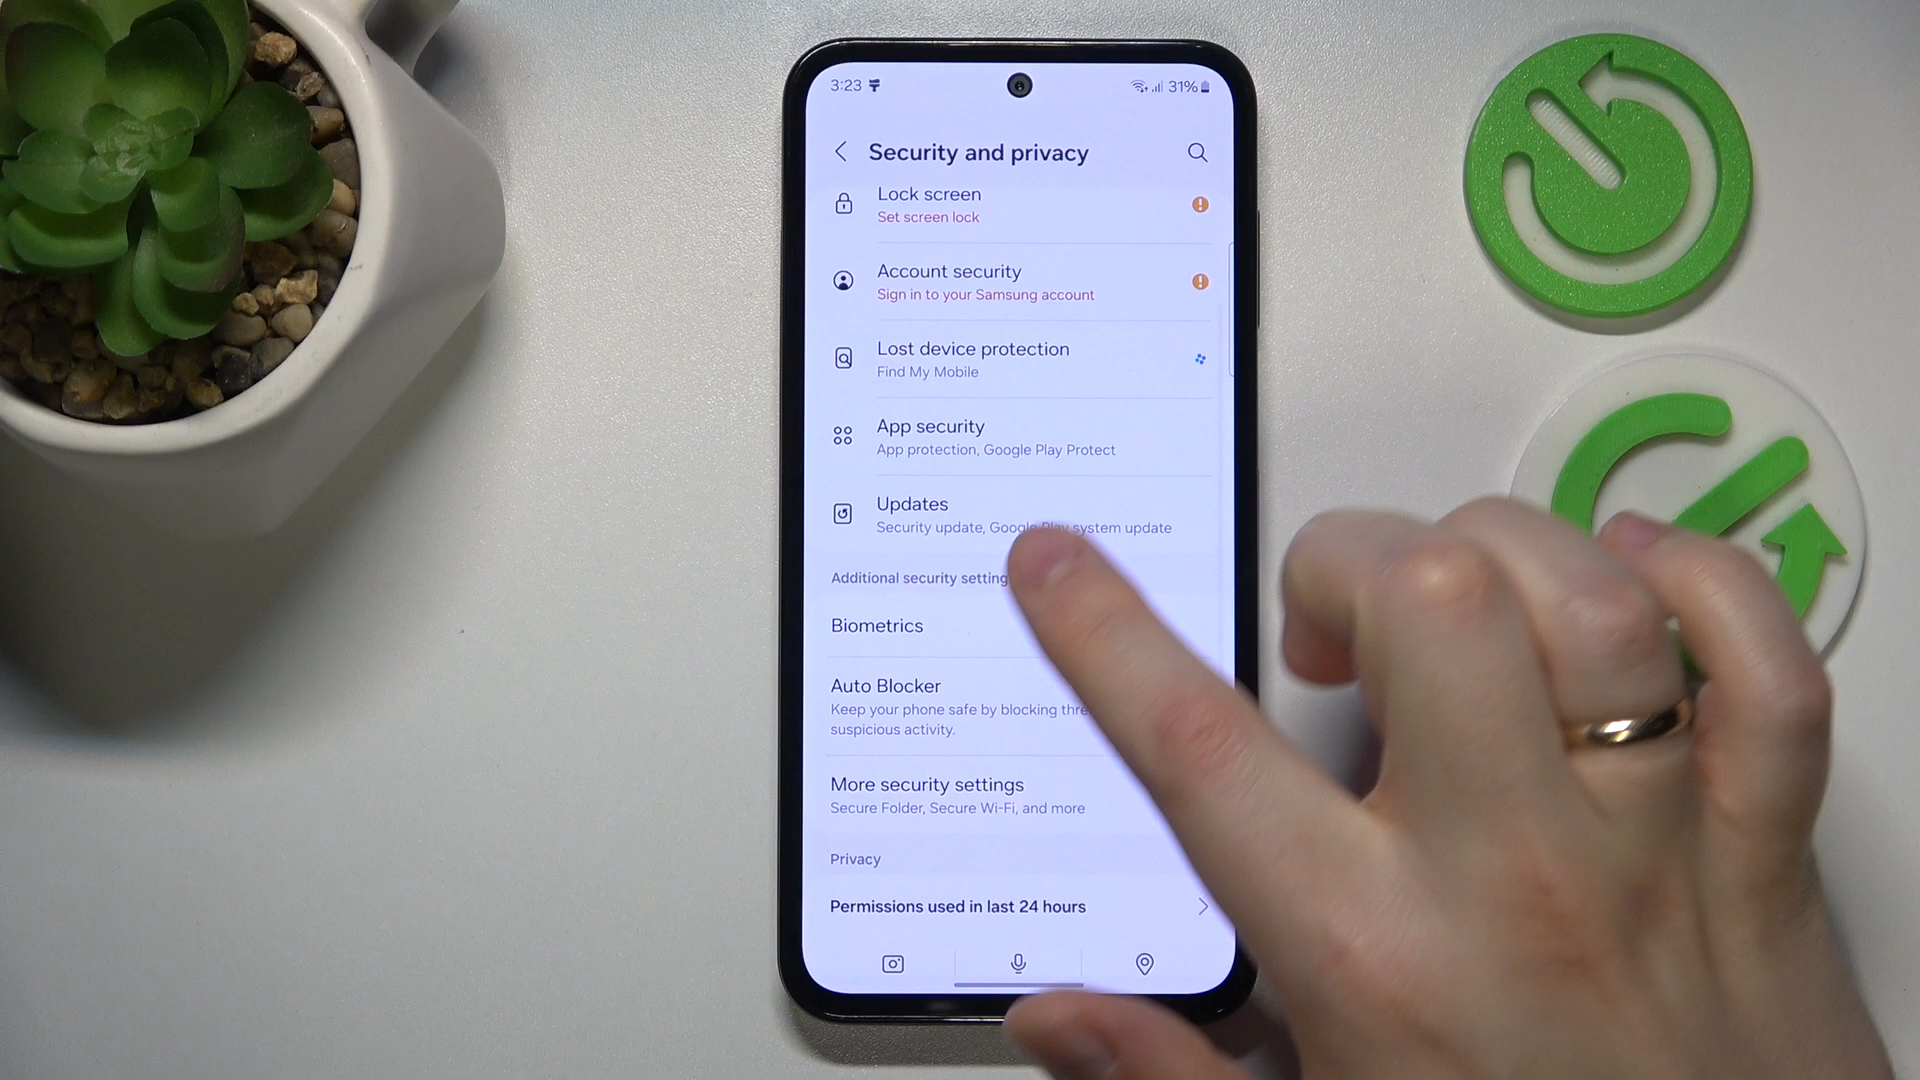 3:23
31%
Security and privacy
Lock screen
Set screen lock
Account security
Sign in to your Samsung account
Lost device protection
Find My Mobile
App security
App protection, Google Play Protect
Updates
Security update, Google Play system update
Additional security setting
Biometrics
Auto Blocker
Keep your phone safe by blocking
suspicious activity.
More security settings
Secure Folder, Secure Wi-Fi, and more
Privacy
Permissions used in last 24 hours